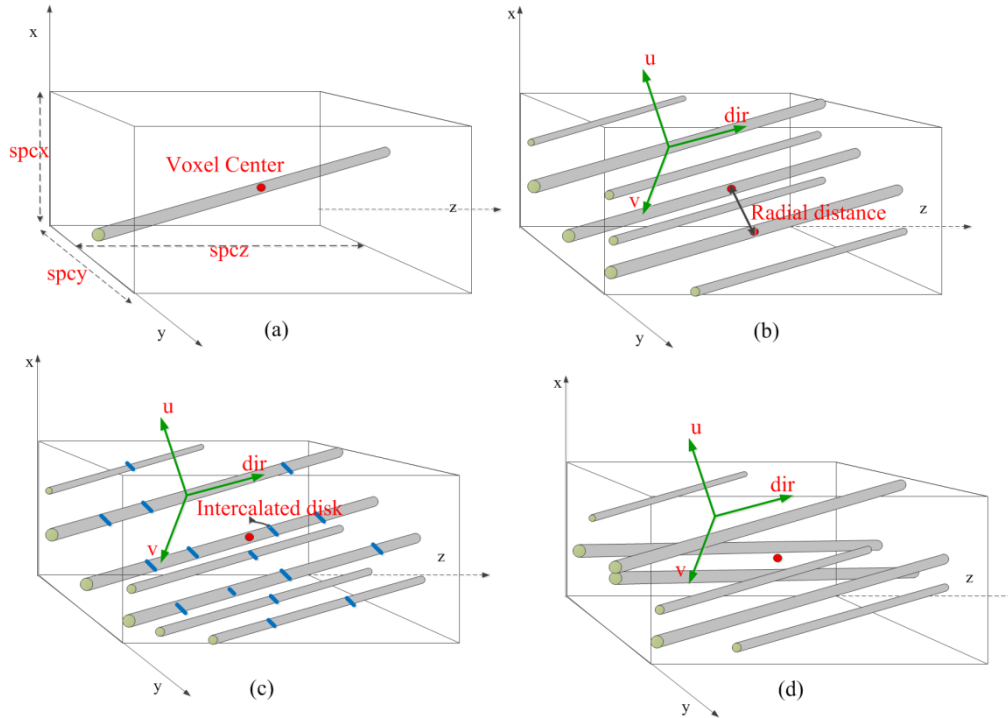 x
spcx
Voxel Center
z
spcz
spcy
y
(a)
x
u
dir
v
Radial distance
z
y
(b)
x
u
dir
Intercalated disk
v
z
y
(c)
x
u
dir
v
z
y
(d)